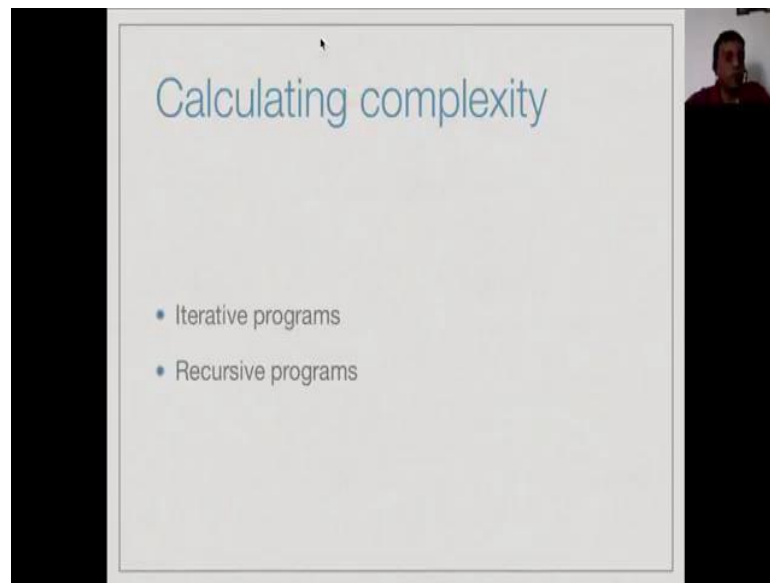 Calculating complexity
• Iterative programs
• Recursive programs